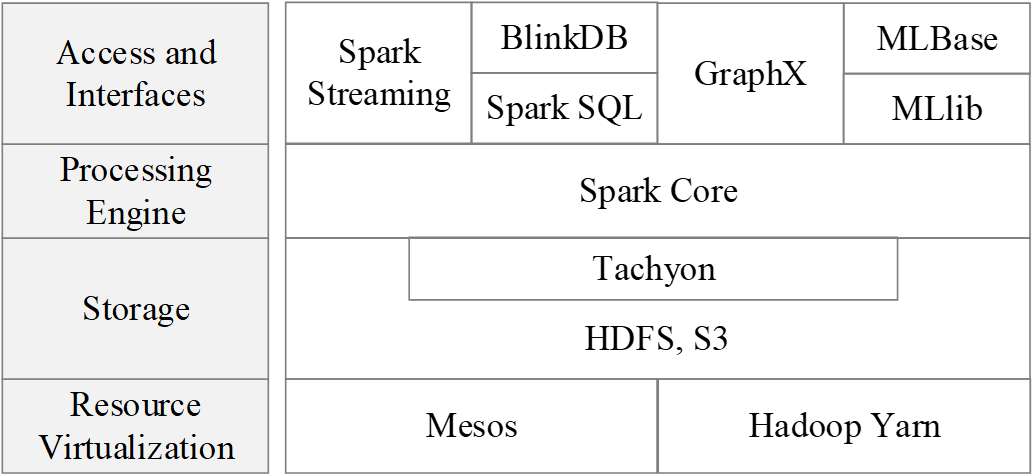 Access and
Interfaces
Spark
Streaming
BlinkDB
Spark SQL
GraphX
MLBase
MLlib
Processing
Engine
Spark Core
Storage
Tachyon
HDFS, S3
Resource
Virtualization
Mesos
Hadoop Yarn